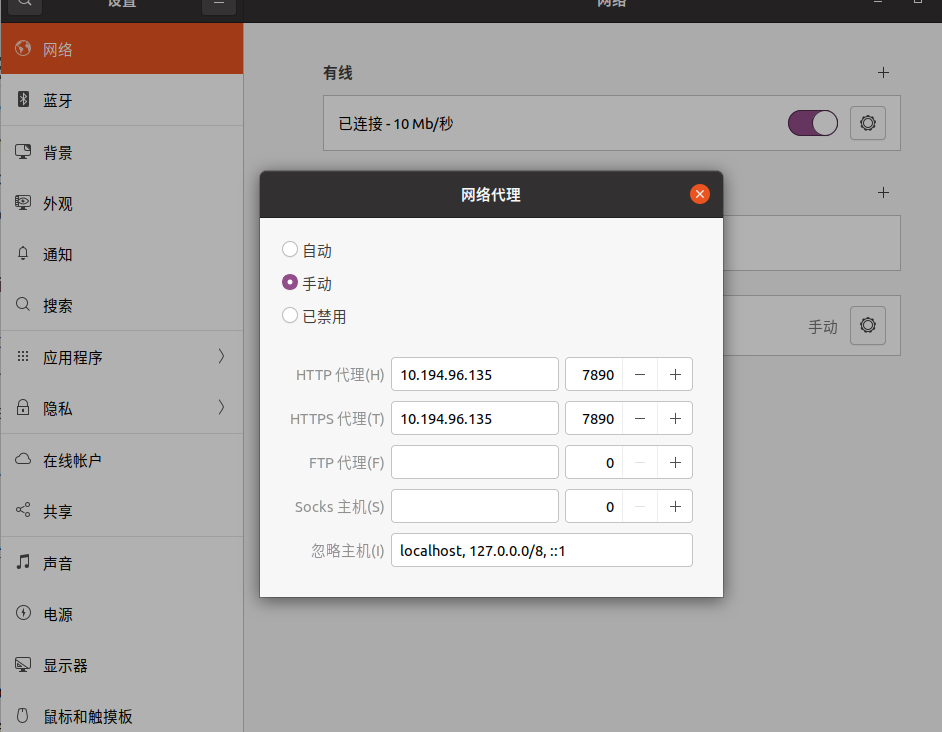 设置
网络
网络
蓝牙
背景
外观
通知
搜索
应用程序
隐私
在线帐户
共享
声音
电源
显示器
鼠标和触摸板
有线
已连接 - 10 Mb/秒
手动
网络代理
自动
手动
已禁用
HTTP 代理(H) 10.194.96.135 7890
HTTPS 代理(T) 10.194.96.135 7890
FTP 代理(F) 0
Socks 主机(S) 0
忽略主机(I) localhost, 127.0.0.0/8, ::1